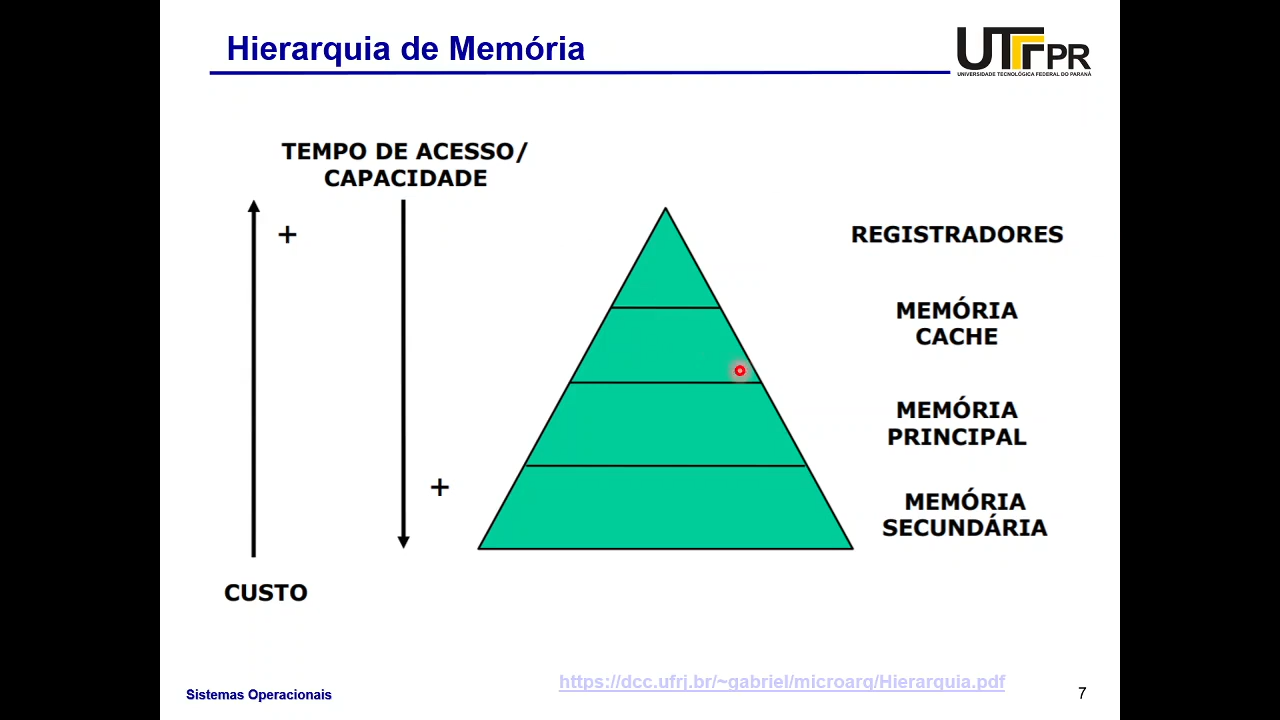 Hierarquia de Memória
UTFPR
UNIVERSIDADE TECNOLÓGICA FEDERAL DO PARANÁ
TEMPO DE ACESSO/
CAPACIDADE
+
+
CUSTO
REGISTRADORES
MEMÓRIA
CACHE
MEMÓRIA
PRINCIPAL
MEMÓRIA
SECUNDÁRIA
https://dcc.ufrj.br/~gabriel/microarq/Hierarquia.pdf
Sistemas Operacionais
7